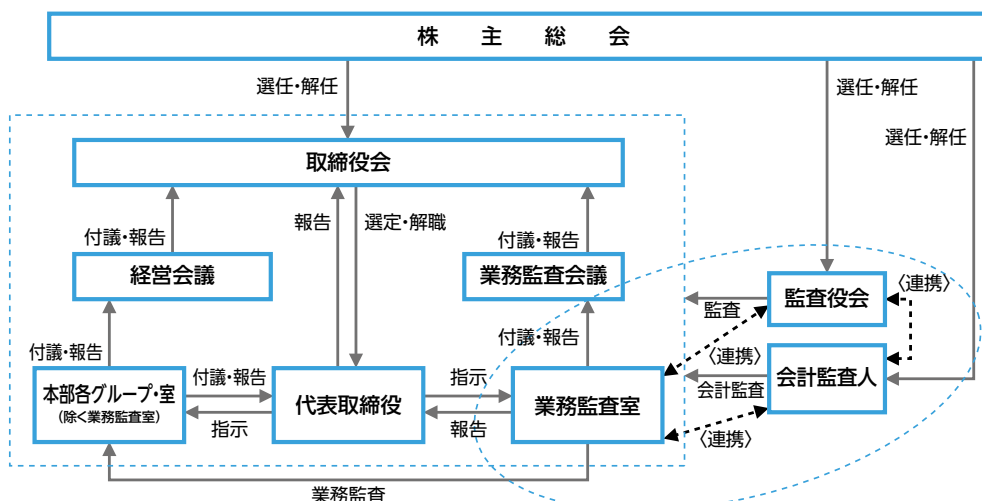 株主総会
選任・解任
選任・解任
選任・解任
取締役会
付議・報告
報告
選定・解職
付議・報告
経営会議
業務監査会議
監査役会
〈連携〉
監査
付議・報告
付議・報告
〈連携〉
本部各グループ・室
(除く業務監査室)
付議・報告
指示
代表取締役
指示
報告
業務監査室
会計監査人
会計監査
〈連携〉
業務監査